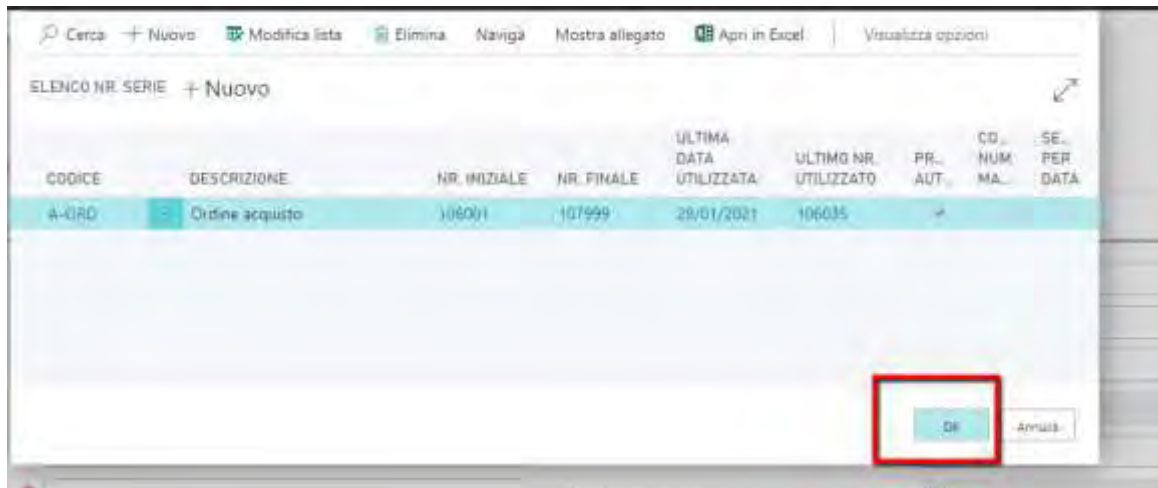 Cerca + Nuovo Modifica lista Elimina Naviga Mostra allegato Apri in Excel Visualizza opzioni
ELENCO NR. SERIE + Nuovo
CODICE DESCRIZIONE NR. INIZIALE NR. FINALE ULTIMA DATA UTILIZZATA ULTIMO NR. UTILIZZATO PR... AUT... CO... NUM MA... SE... PER DATA
A-ORD Ordine acquisto 106001 107999 29/01/2021 106035
OK Annulla